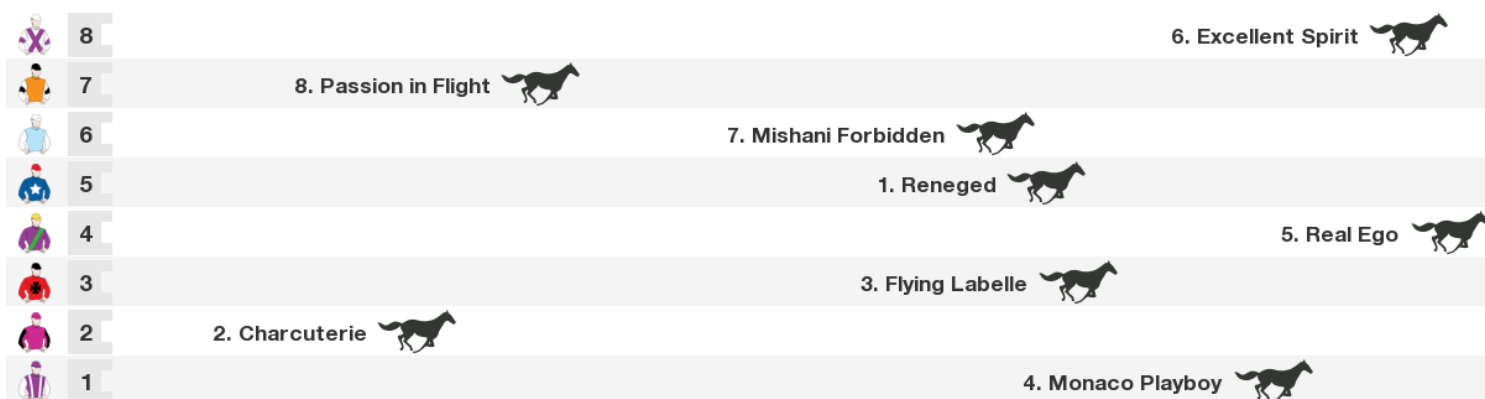 8 6. Excellent Spirit
7 8. Passion in Flight
6 7. Mishani Forbidden
5 1. Reneged
4 5. Real Ego
3 3. Flying Labelle
2 2. Charcuterie
1 4. Monaco Playboy